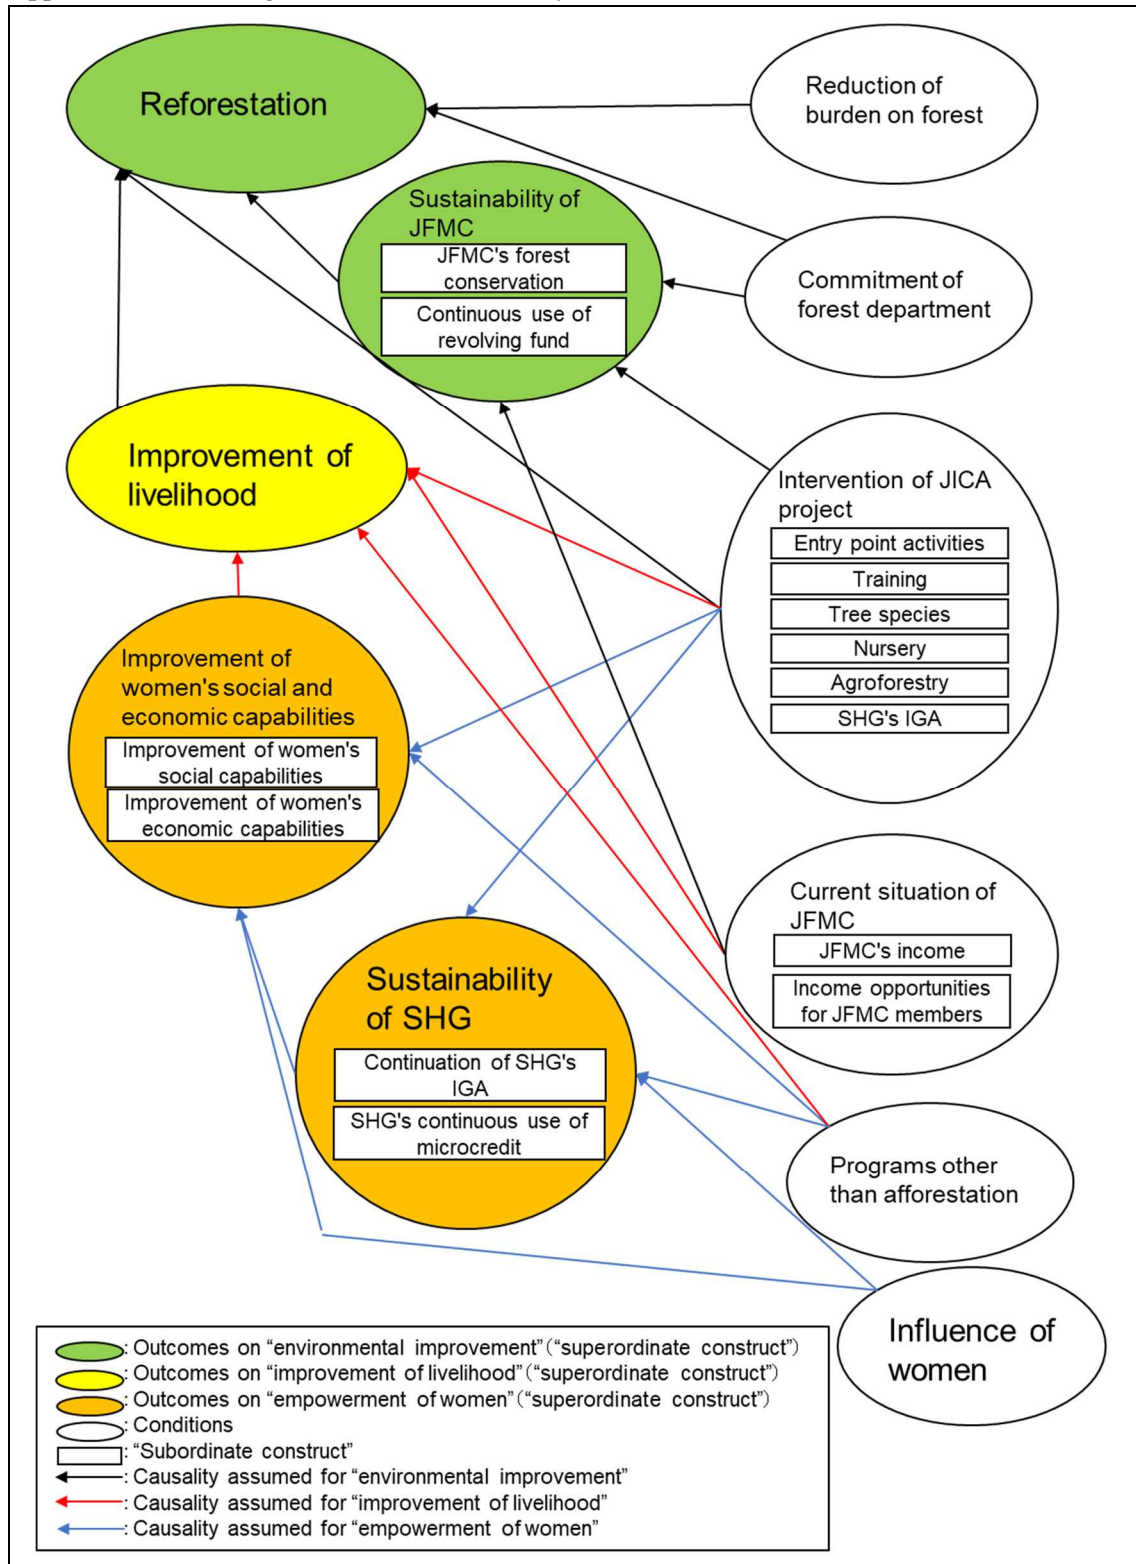 Reforestation
Reduction of
burden on forest
Sustainability of
JFMC
JFMC's forest
conservation
Continuous use of
revolving fund
Commitment of
forest department
Improvement of
livelihood
Intervention of JICA
project
Entry point activities
Training
Tree species
Nursery
Agroforestry
SHG's IGA
Improvement of
women's social and
economic capabilities
Improvement of women's
social capabilities
Improvement of women's
economic capabilities
Current situation of
JFMC
JFMC's income
Income opportunities
for JFMC members
Sustainability
of SHG
Continuation of SHG's
IGA
SHG's continuous use of
microcredit
Programs other
than afforestation
Influence of
women
: Outcomes on “environmental improvement”(“superordinate construct”)
: Outcomes on “improvement of livelihood”(“superordinate construct”)
: Outcomes on “empowerment of women”(“superordinate construct”)
: Conditions
: “Subordinate construct”
: Causality assumed for “environmental improvement”
: Causality assumed for “improvement of livelihood”
: Causality assumed for “empowerment of women”